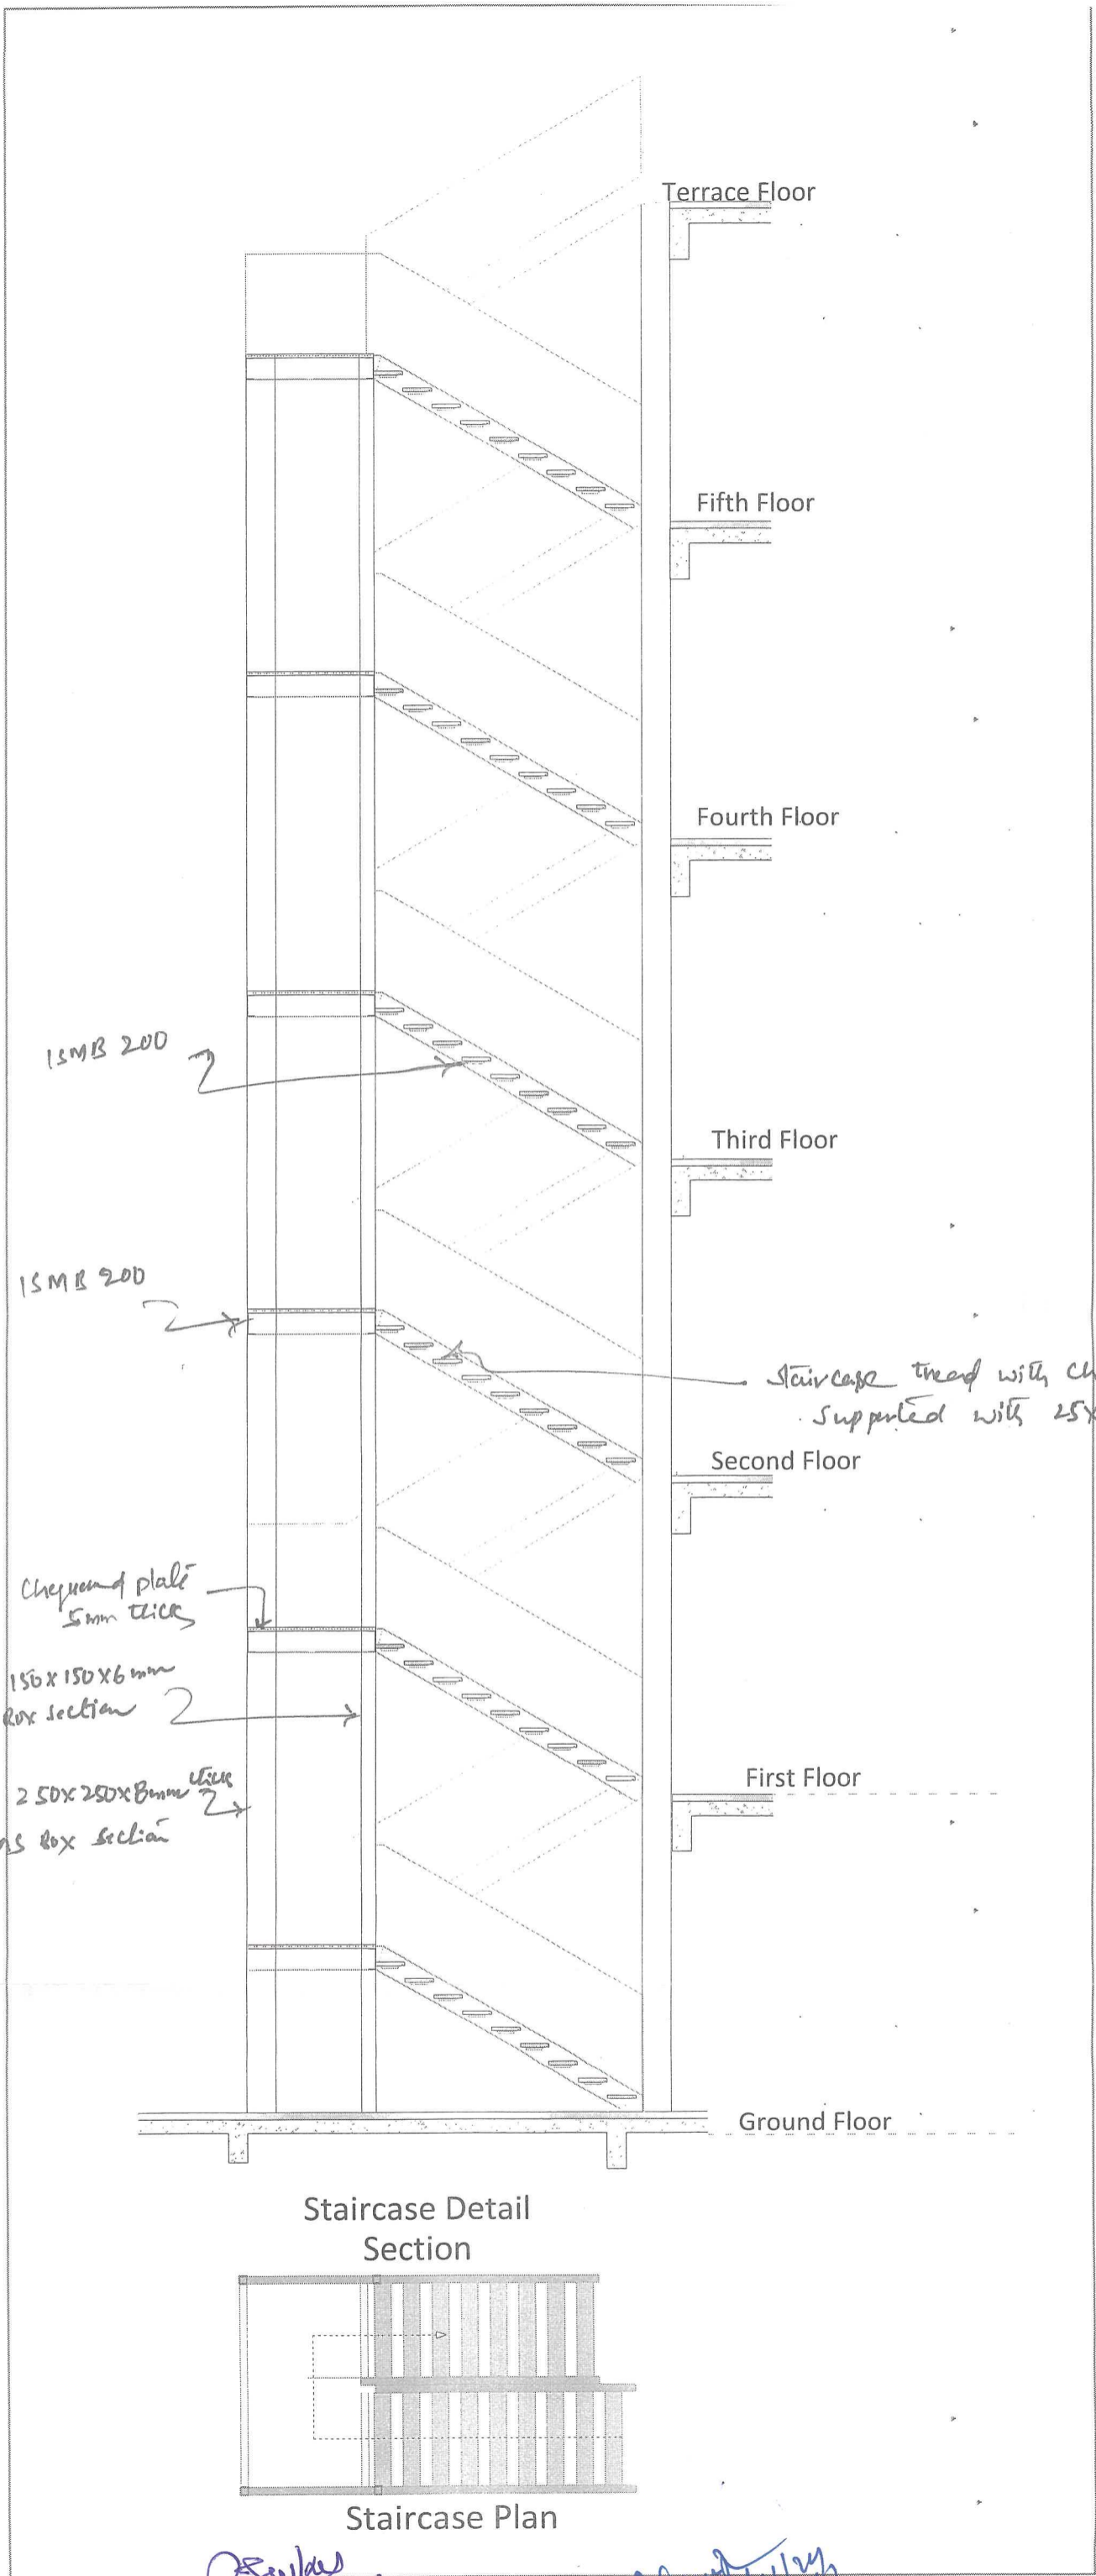 Terrace Floor
Fifth Floor
Fourth Floor
ISMB 200
Third Floor
ISMB 200
Staircase tread with
Supported with 25x
Second Floor
Chequered plate
5mm thick
150x150x6mm
Box section
First Floor
250x250x8mm thick
MS Box section
Ground Floor
Staircase Detail
Section
Staircase Plan